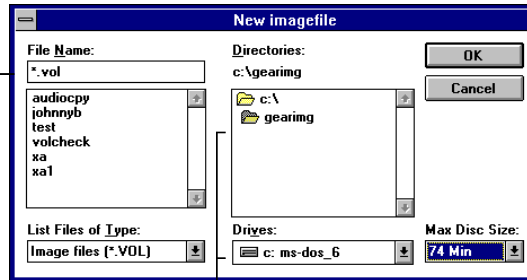 New imagefile
File Name:
*.vol
audiocpy
johnnyb
test
volcheck
xa
xa1
List Files of Type:
Image files (*.VOL)
Directories:
c:\gearimg
c:\
gearimg
Drives:
c: ms-dos_6
OK
Cancel
Max Disc Size:
74 Min